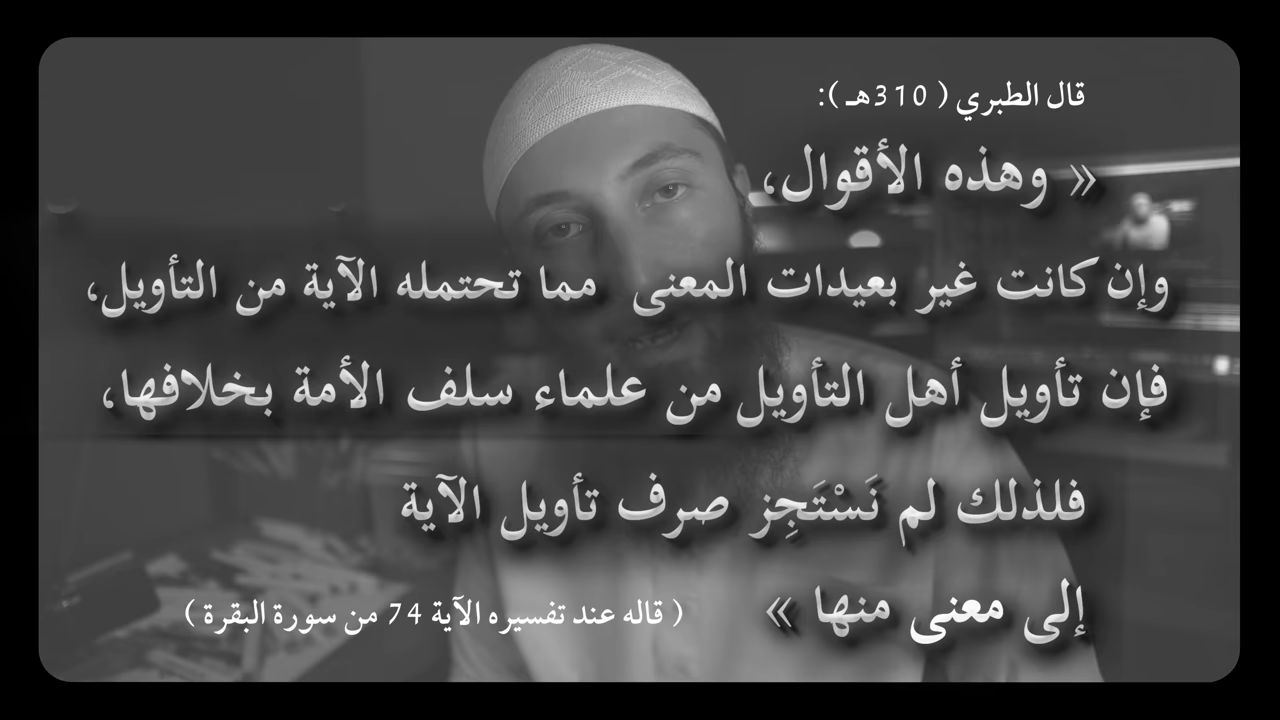 قال الطبري ( 310هـ ):
« وهذه الأقوال،
وإن كانت غير بعيدات المعنى مما تحتمله الآية من التأويل،
فإن تأويل أهل التأويل من علماء سلف الأمة بخلافها،
فلذلك لم نَسْتَجِز صرف تأويل الآية
إلى معنى منها » ( قاله عند تفسيره الآية 74 من سورة البقرة )